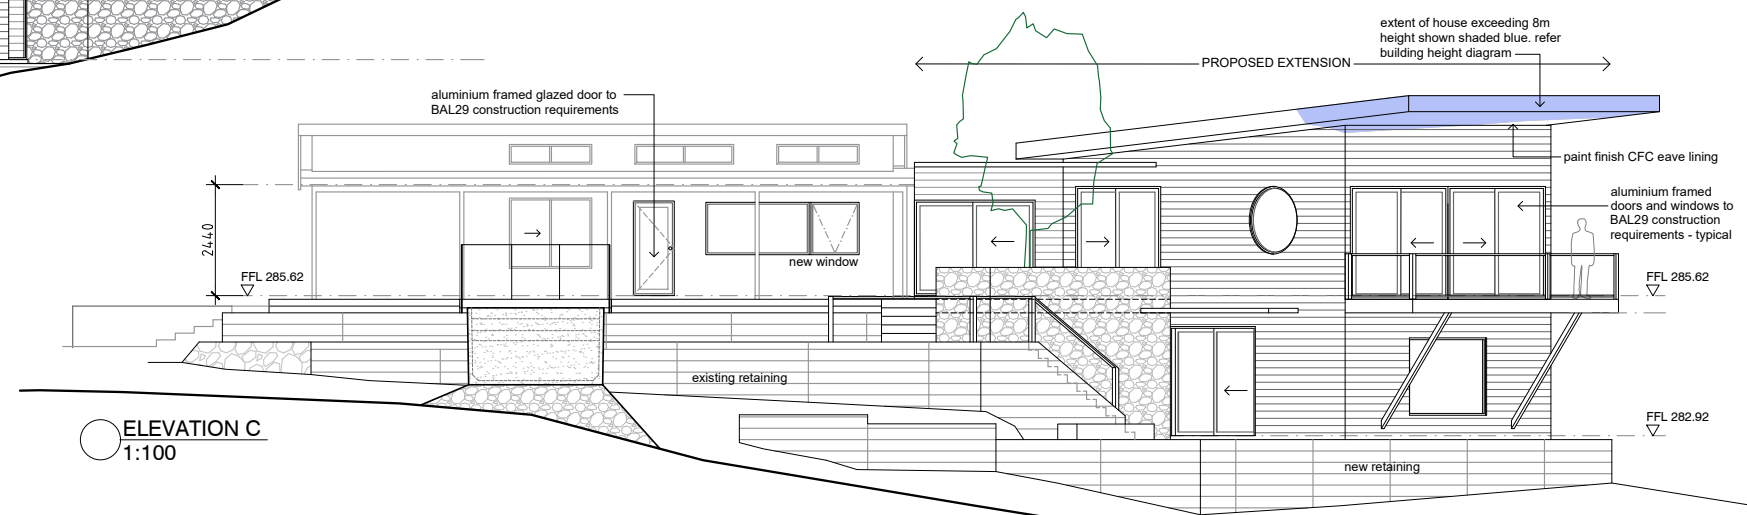 extent of house exceeding 8m
height shown shaded blue. refer
building height diagram
PROPOSED EXTENSION
aluminium framed glazed door to
BAL29 construction requirements
paint finish CFC eave lining
aluminium framed
doors and windows to
BAL29 construction
requirements - typical
2440
new window
FFL 285.62
FFL 285.62
existing retaining
FFL 282.92
ELEVATION C
1:100
new retaining